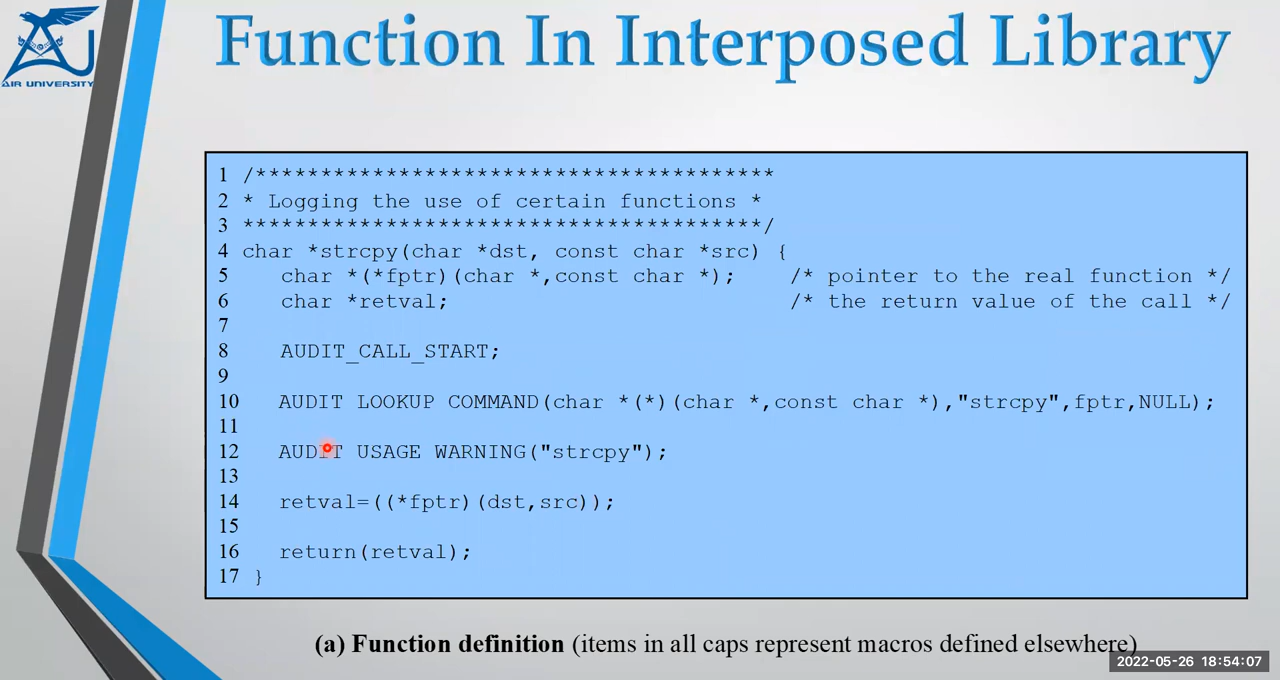 AIR UNIVERSITY
Function In Interposed Library
1 /****************************************
2 * Logging the use of certain functions *
3 ****************************************/
4 char *strcpy(char *dst, const char *src) {
5 char *(*fptr)(char *,const char *); /* pointer to the real function */
6 char *retval; /* the return value of the call */
7
8 AUDIT_CALL_START;
9
10 AUDIT LOOKUP COMMAND(char *(*)(char *,const char *),"strcpy",fptr,NULL);
11
12 AUDIT USAGE WARNING("strcpy");
13
14 retval=((*fptr)(dst,src));
15
16 return(retval);
17 }
(a) Function definition (items in all caps represent macros defined elsewhere)
2022-05-26 18:54:07